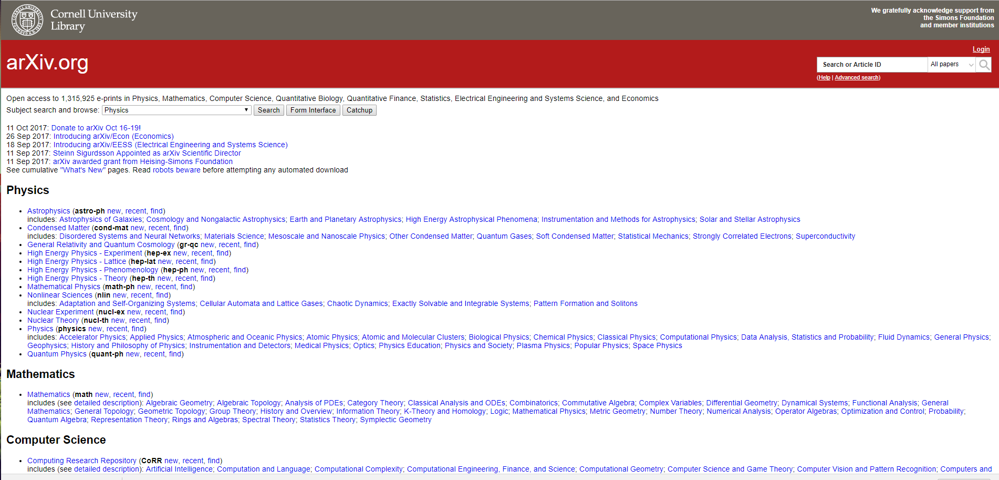 Cornell University
Library
We gratefully acknowledge support from
the Simons Foundation
and member institutions
arXiv.org
Login
Search or Article ID
All papers
(Help | Advanced search)
Open access to 1,315,925 e-prints in Physics, Mathematics, Computer Science, Quantitative Biology, Quantitative Finance, Statistics, Electrical Engineering and Systems Science, and Economics
Subject search and browse: Physics Search Form Interface Catchup
11 Oct 2017: Donate to arXiv Oct 16-19!
26 Sep 2017: Introducing arXiv/Econ (Economics)
18 Sep 2017: Introducing arXiv/EESS (Electrical Engineering and Systems Science)
11 Sep 2017: Steinn Sigurdsson Appointed as arXiv Scientific Director
11 Sep 2017: arXiv awarded grant from Heising-Simons Foundation
See cumulative "What's New" pages. Read robots beware before attempting any automated download
Physics
• Astrophysics (astro-ph new, recent, find)
includes: Astrophysics of Galaxies; Cosmology and Nongalactic Astrophysics; Earth and Planetary Astrophysics; High Energy Astrophysical Phenomena; Instrumentation and Methods for Astrophysics; Solar and Stellar Astrophysics
• Condensed Matter (cond-mat new, recent, find)
includes: Disordered Systems and Neural Networks; Materials Science; Mesoscale and Nanoscale Physics; Other Condensed Matter; Quantum Gases; Soft Condensed Matter; Statistical Mechanics; Strongly Correlated Electrons; Superconductivity
• General Relativity and Quantum Cosmology (gr-qc new, recent, find)
• High Energy Physics - Experiment (hep-ex new, recent, find)
• High Energy Physics - Lattice (hep-lat new, recent, find)
• High Energy Physics - Phenomenology (hep-ph new, recent, find)
• High Energy Physics - Theory (hep-th new, recent, find)
• Mathematical Physics (math-ph new, recent, find)
• Nonlinear Sciences (nlin new, recent, find)
includes: Adaptation and Self-Organizing Systems; Cellular Automata and Lattice Gases; Chaotic Dynamics; Exactly Solvable and Integrable Systems; Pattern Formation and Solitons
• Nuclear Experiment (nucl-ex new, recent, find)
• Nuclear Theory (nucl-th new, recent, find)
• Physics (physics new, recent, find)
includes: Accelerator Physics; Applied Physics; Atmospheric and Oceanic Physics; Atomic Physics; Atomic and Molecular Clusters; Biological Physics; Chemical Physics; Classical Physics; Computational Physics; Data Analysis, Statistics and Probability; Fluid Dynamics; General Physics;
Geophysics; History and Philosophy of Physics; Instrumentation and Detectors; Medical Physics; Optics; Physics Education; Physics and Society; Plasma Physics; Popular Physics; Space Physics
• Quantum Physics (quant-ph new, recent, find)
Mathematics
• Mathematics (math new, recent, find)
includes (see detailed description): Algebraic Geometry; Algebraic Topology; Analysis of PDEs; Category Theory; Classical Analysis and ODEs; Combinatorics; Commutative Algebra; Complex Variables; Differential Geometry; Dynamical Systems; Functional Analysis; General
Mathematics; General Topology; Geometric Topology; Group Theory; History and Overview; Information Theory; K-Theory and Homology; Logic; Mathematical Physics; Metric Geometry; Number Theory; Numerical Analysis; Operator Algebras; Optimization and Control; Probability;
Quantum Algebra; Representation Theory; Rings and Algebras; Spectral Theory; Statistics Theory; Symplectic Geometry
Computer Science
• Computing Research Repository (CoRR new, recent, find)
includes (see detailed description): Artificial Intelligence; Computation and Language; Computational Complexity; Computational Engineering, Finance, and Science; Computational Geometry; Computer Science and Game Theory; Computer Vision and Pattern Recognition; Computers and